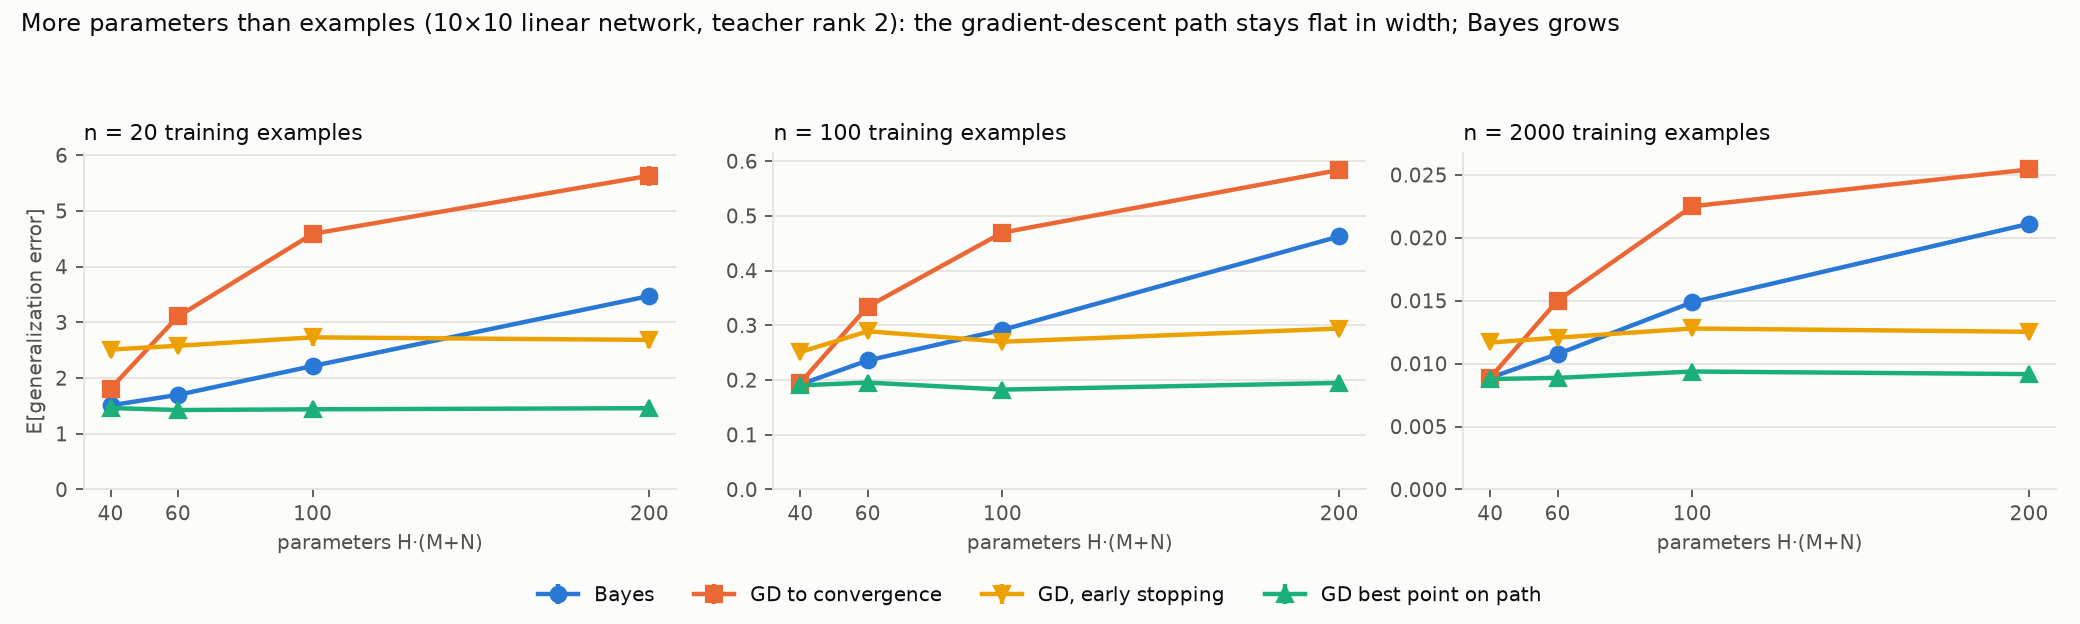 More parameters than examples (10×10 linear network, teacher rank 2): the gradient-descent path stays flat in width; Bayes grows
n = 20 training examples
E[generalization error]
6
5
4
3
2
1
0
40 60 100 200
parameters H·(M+N)
n = 100 training examples
0.6
0.5
0.4
0.3
0.2
0.1
0.0
40 60 100 200
parameters H·(M+N)
n = 2000 training examples
0.025
0.020
0.015
0.010
0.005
0.000
40 60 100 200
parameters H·(M+N)
Bayes GD to convergence GD, early stopping GD best point on path